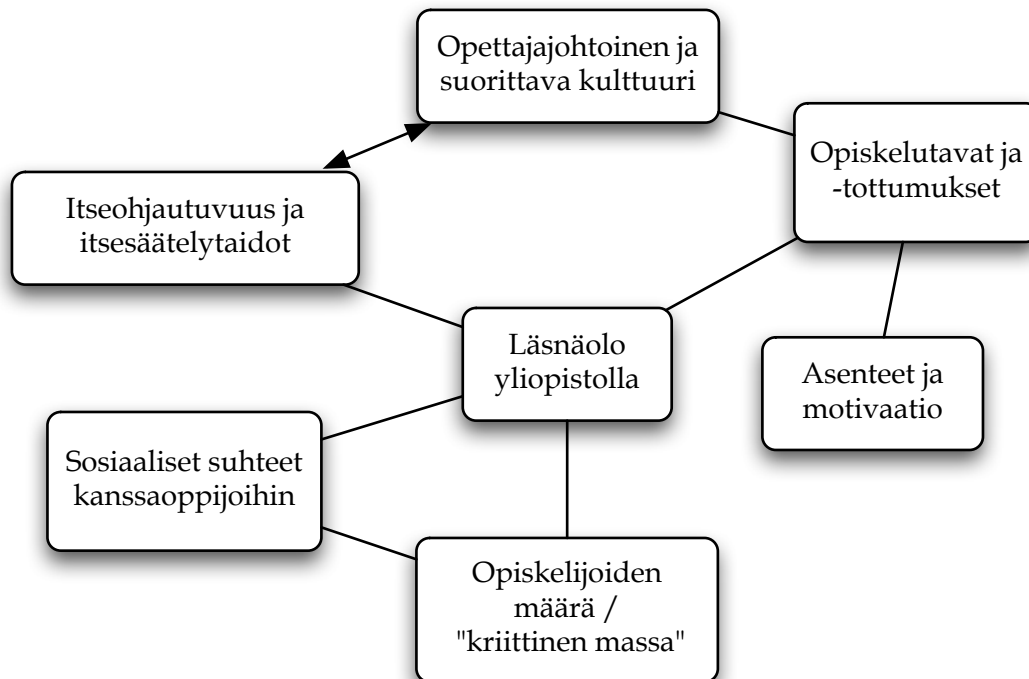 Opettajajohtoinen ja
suorittava kulttuuri
Opiskelutavat ja
-tottumukset
Itseohjautuvuus ja
itsesäätelytaidot
Läsnäolo
yliopistolla
Asenteet ja
motivaatio
Sosiaaliset suhteet
kanssaoppijoihin
Opiskelijoiden
määrä /
"kriittinen massa"